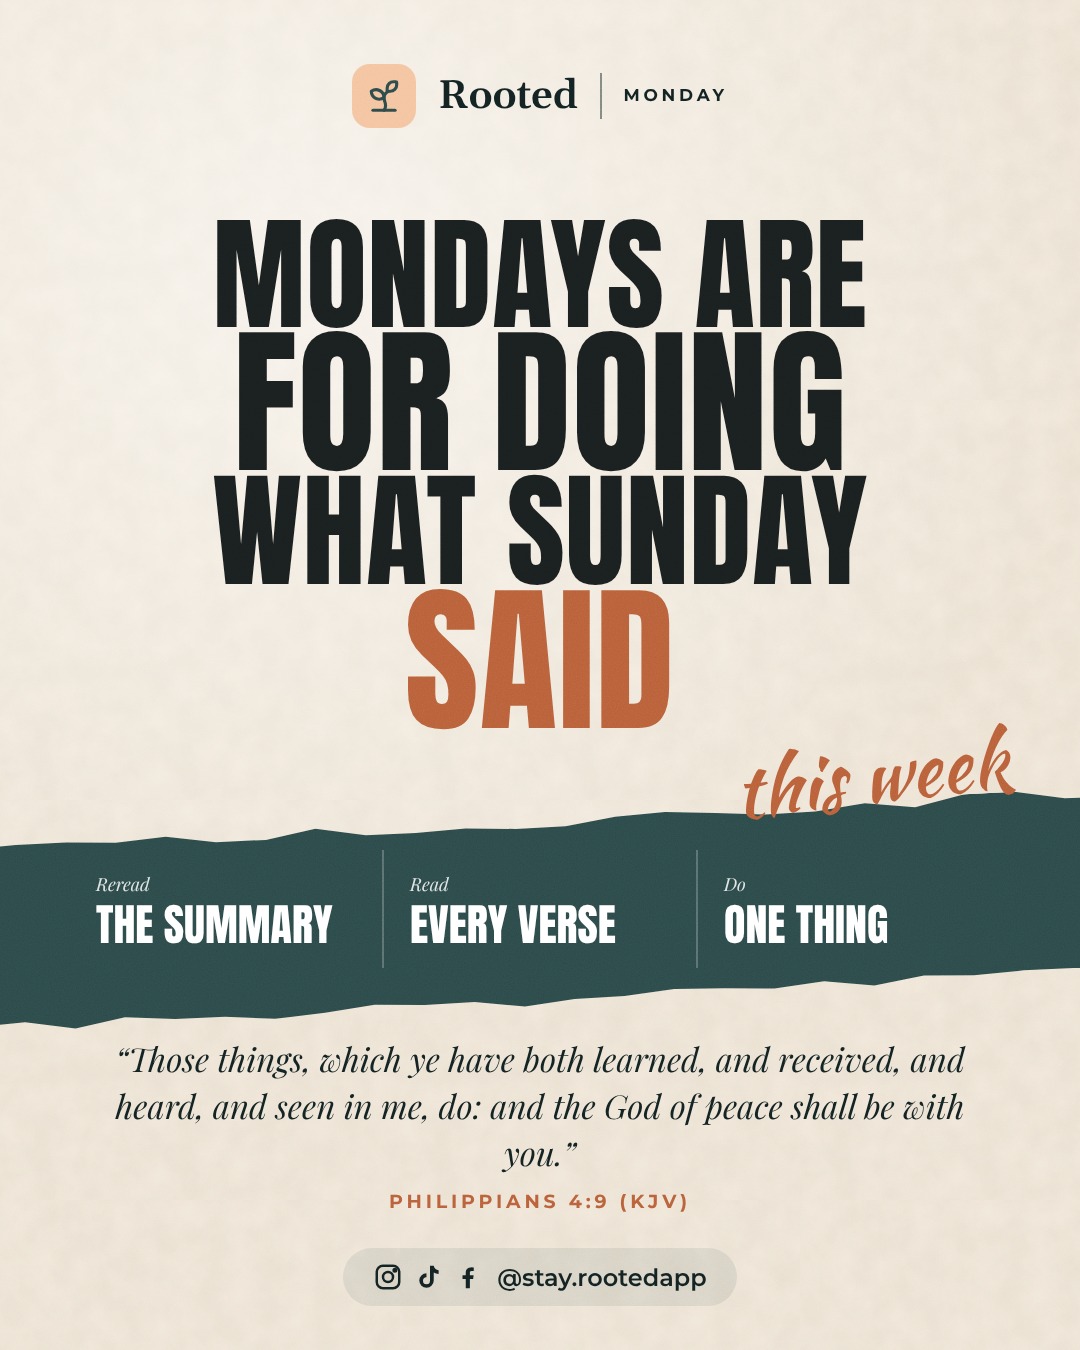 Rooted
MONDAY
MONDAYS ARE
FOR DOING
WHAT SUNDAY
SAID
this week
Reread
THE SUMMARY
Read
EVERY VERSE
Do
ONE THING
“Those things, which ye have both learned, and received, and
heard, and seen in me, do: and the God of peace shall be with
you.”
PHILIPPIANS 4:9 (KJV)
@stay.rootedapp